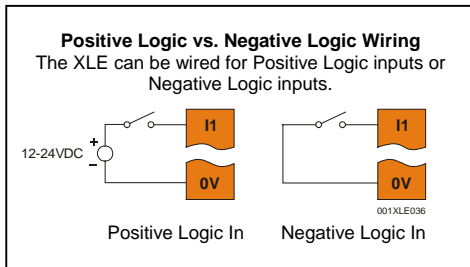 Positive Logic vs. Negative Logic Wiring
The XLE can be wired for Positive Logic inputs or
Negative Logic inputs.
I1
I1
12-24VDC
+
–
0V
0V
001XLE036
Positive Logic In
Negative Logic In